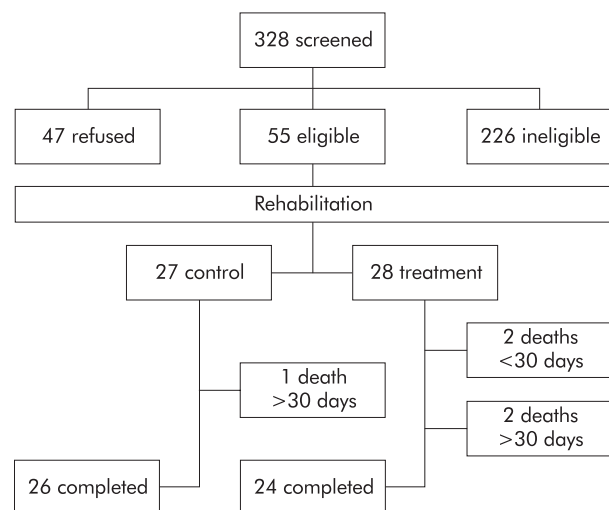 328 screened
47 refused
55 eligible
226 ineligible
Rehabilitation
27 control
28 treatment
2 deaths
<30 days
1 death
>30 days
2 deaths
>30 days
26 completed
24 completed